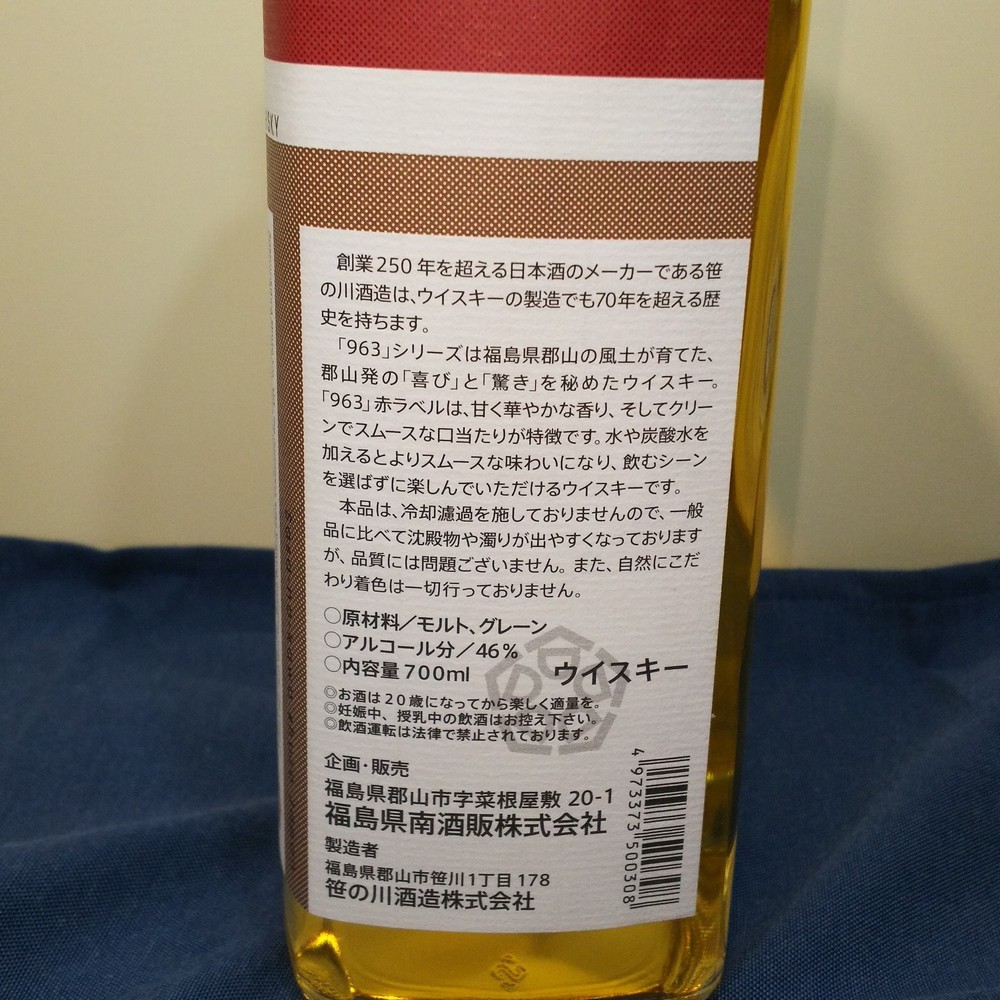 SKY
創業250年を超える日本酒のメーカーである笹
の川酒造は、ウイスキーの製造でも70年を超える歴
史を持ちます。
「963」シリーズは福島県郡山の風土が育てた、
郡山発の「喜び」と「驚き」を秘めたウイスキー。
「963」赤ラベルは、甘く華やかな香り、そしてクリー
ンでスムースな口当たりが特徴です。水や炭酸水を
加えるとよりスムースな味わいになり、飲むシーン
を選ばずに楽しんでいただけるウイスキーです。
本品は、冷却濾過を施しておりませんので、一般
品に比べて沈殿物や濁りが出やすくなっております
が、品質には問題ございません。また、自然にこだ
わり着色は一切行っておりません。
○原材料／モルト、グレーン
○アルコール分／46%
○内容量700ml
ウイスキー
◎お酒は20歳になってから楽しく適量を。
◎妊娠中、授乳中の飲酒はお控え下さい。
◎飲酒運転は法律で禁止されております。
企画・販売
福島県郡山市字菜根屋敷 20-1
福島県南酒販株式会社
製造者
福島県郡山市笹川1丁目178
笹の川酒造株式会社
4973373500308